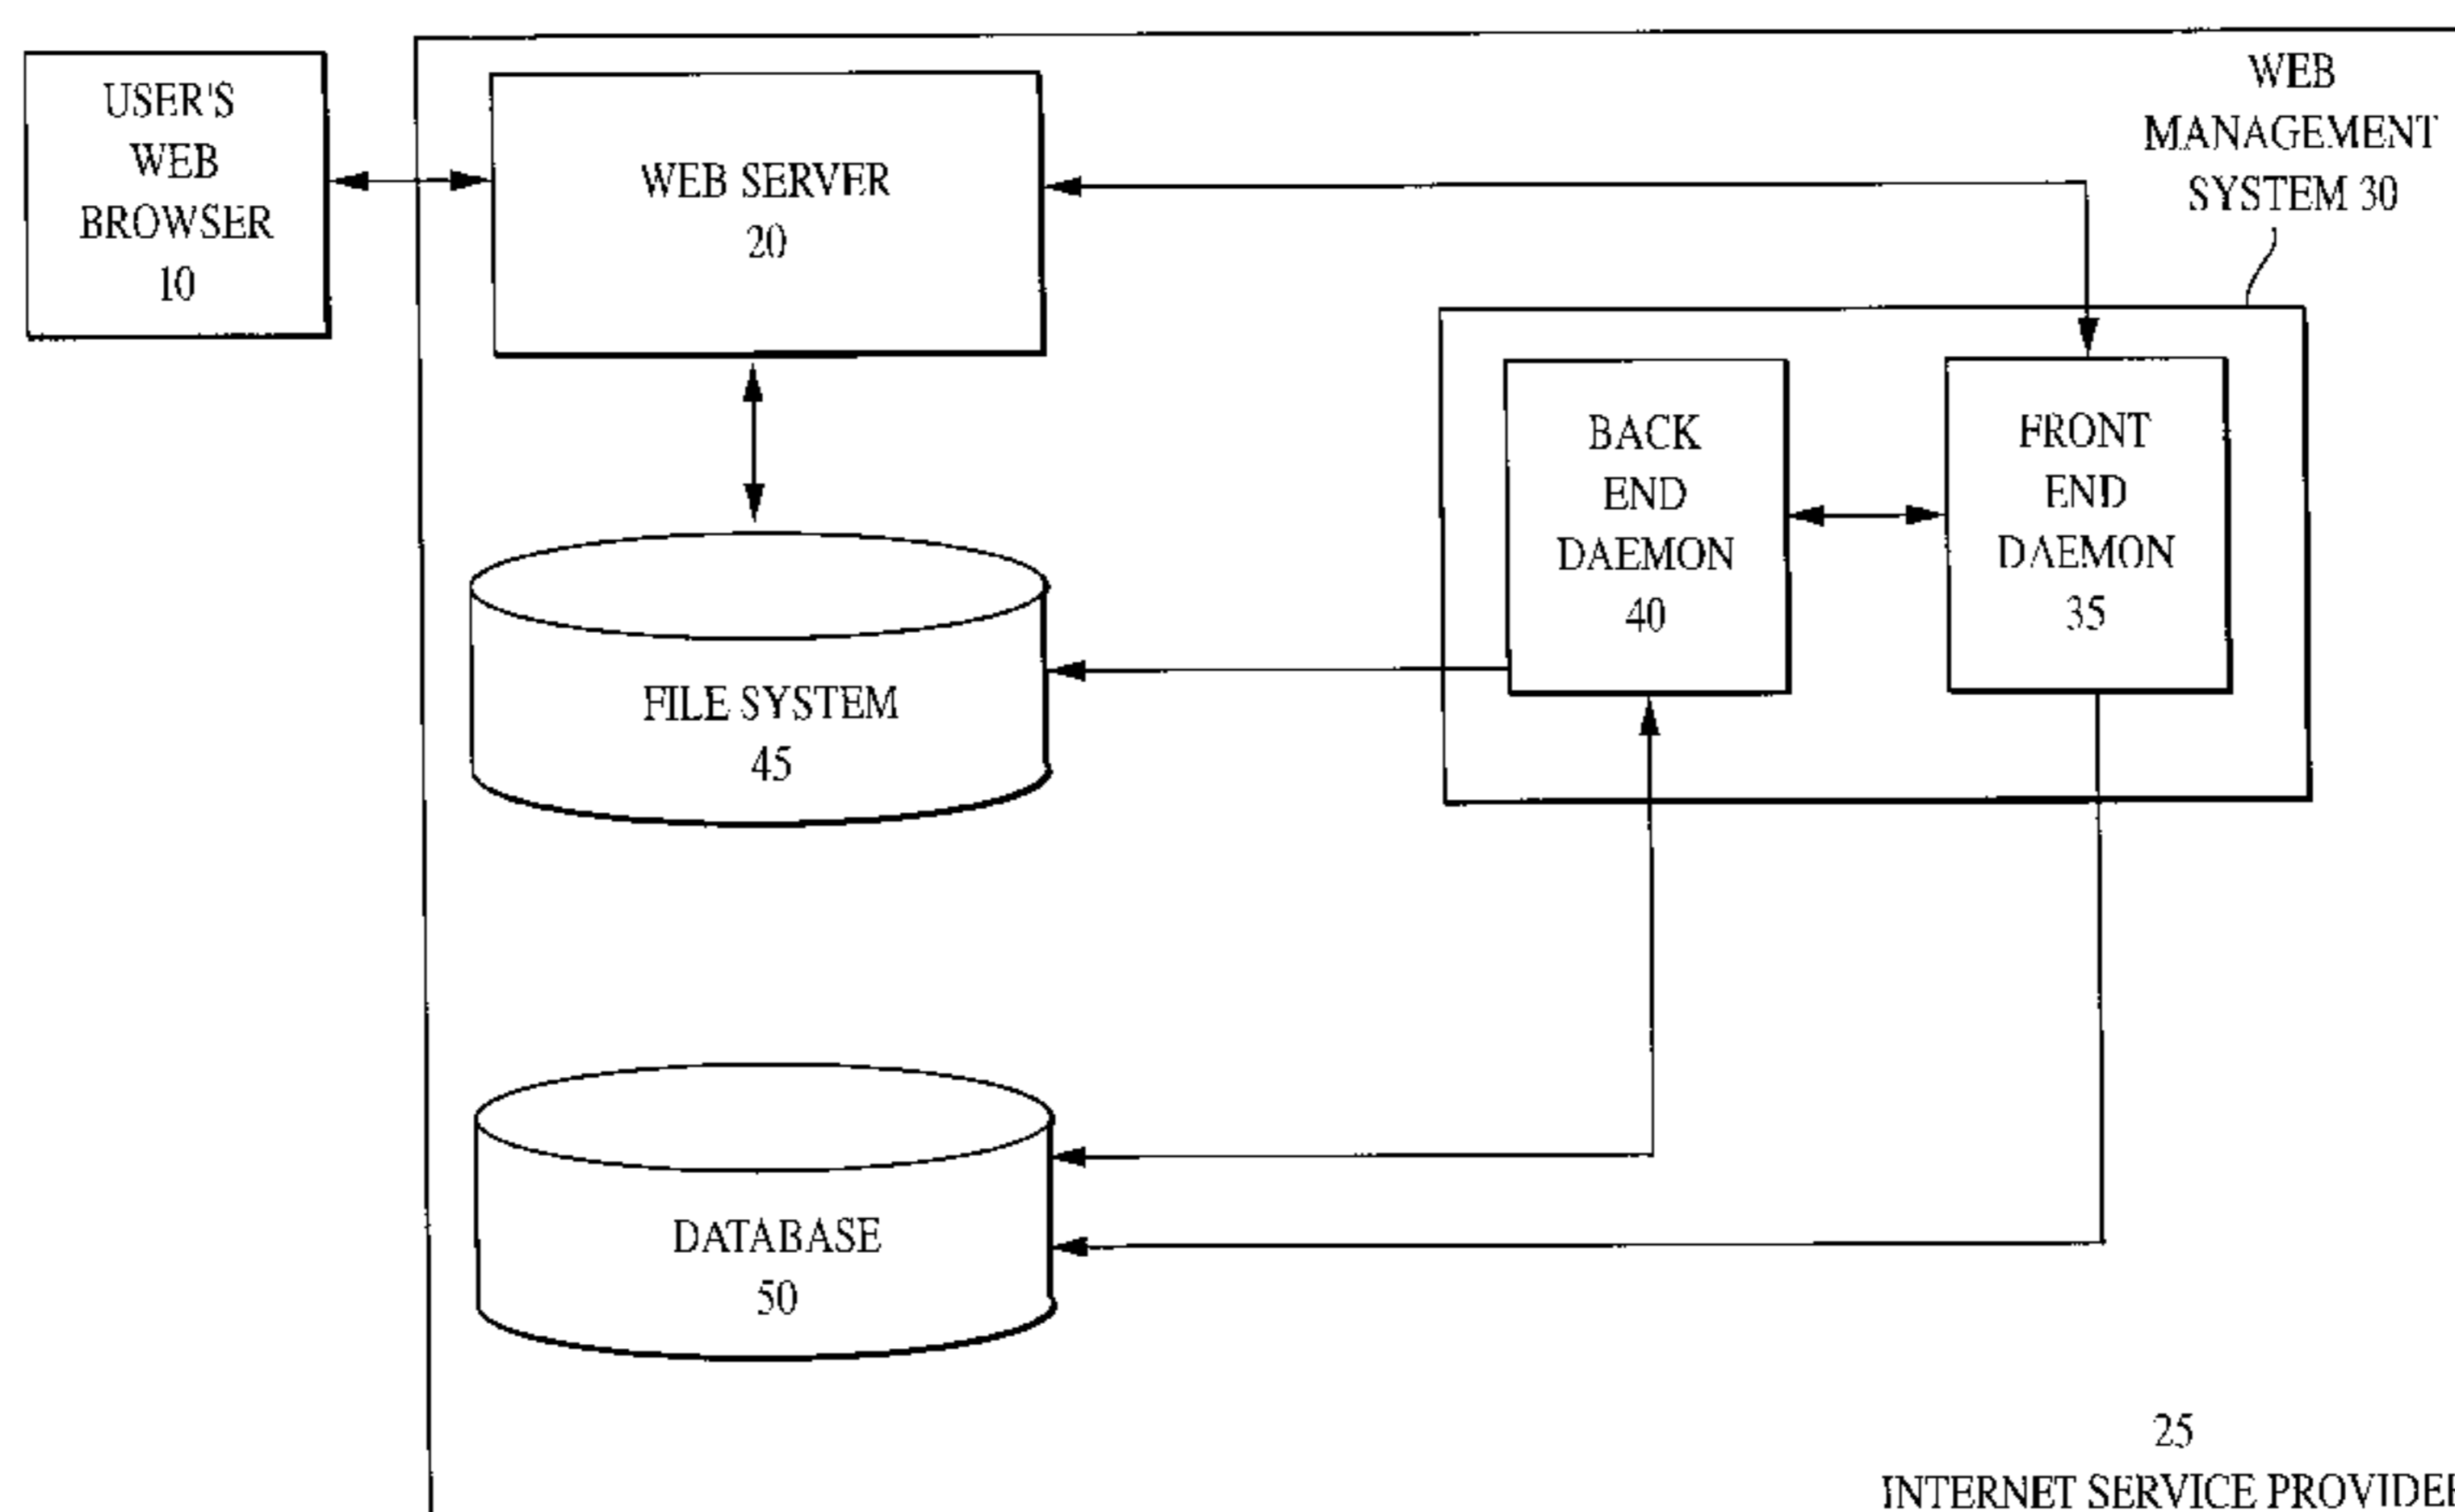 USER'S
WEB
BROWSER
10
WEB SERVER
20
WEB
MANAGEMENT
SYSTEM 30
BACK
END
DAEMON
40
FRONT
END
DAEMON
35
FILE SYSTEM
45
DATABASE
50
25
INTERNET SERVICE PROVIDER